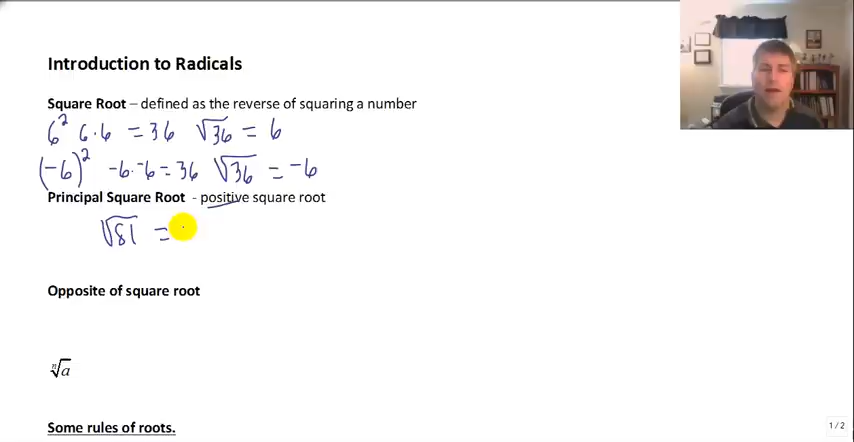 Introduction to Radicals
Square Root – defined as the reverse of squaring a number
6² 6·6 = 36 √36 = 6
(-6)² -6·-6 = 36 √36 = -6
Principal Square Root - positive square root
√81 =
Opposite of square root
ⁿ√a
Some rules of roots.
1 / 2